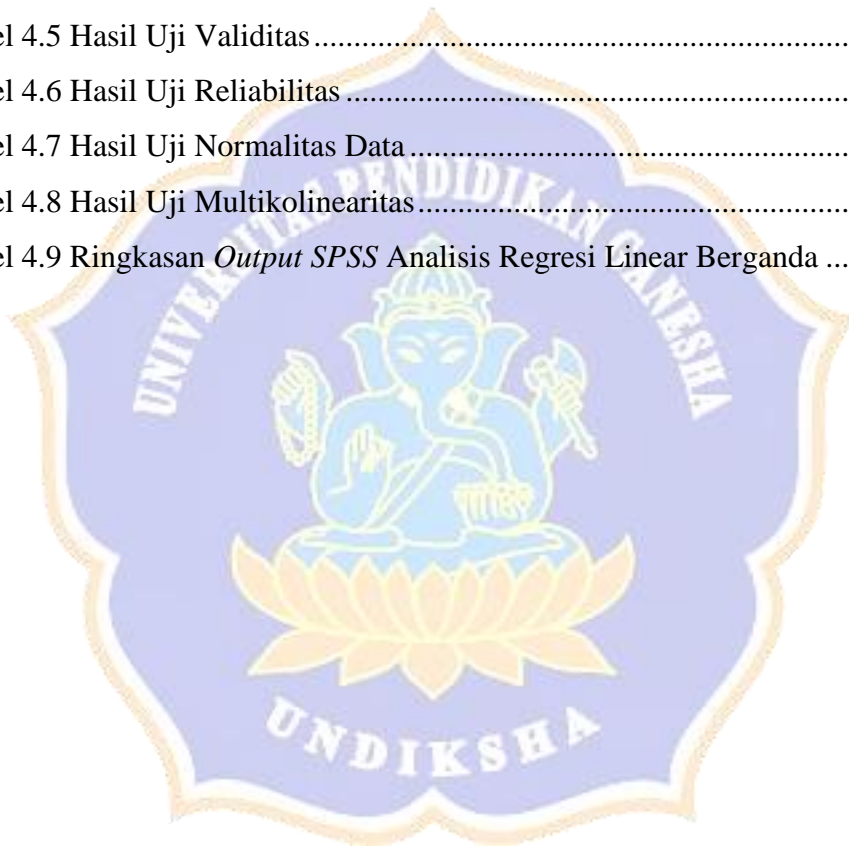 el 4.5 Hasil Uji Validitas....................................................................
el 4.6 Hasil Uji Reliabilitas................................................................
el 4.7 Hasil Uji Normalitas Data........................................................
el 4.8 Hasil Uji Multikolinearitas.......................................................
el 4.9 Ringkasan Output SPSS Analisis Regresi Linear Berganda ...
UNIVERSITAS PENDIDIKAN GANESHA
UNDIKSHA